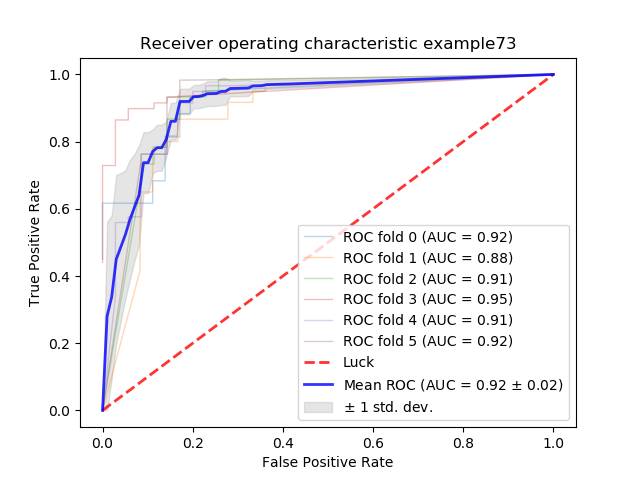 Receiver operating characteristic example73
1.0
0.8
0.6
0.4
0.2
0.0
True Positive Rate
ROC fold 0 (AUC = 0.92)
ROC fold 1 (AUC = 0.88)
ROC fold 2 (AUC = 0.91)
ROC fold 3 (AUC = 0.95)
ROC fold 4 (AUC = 0.91)
ROC fold 5 (AUC = 0.92)
Luck
Mean ROC (AUC = 0.92 ± 0.02)
± 1 std. dev.
0.0 0.2 0.4 0.6 0.8 1.0
False Positive Rate